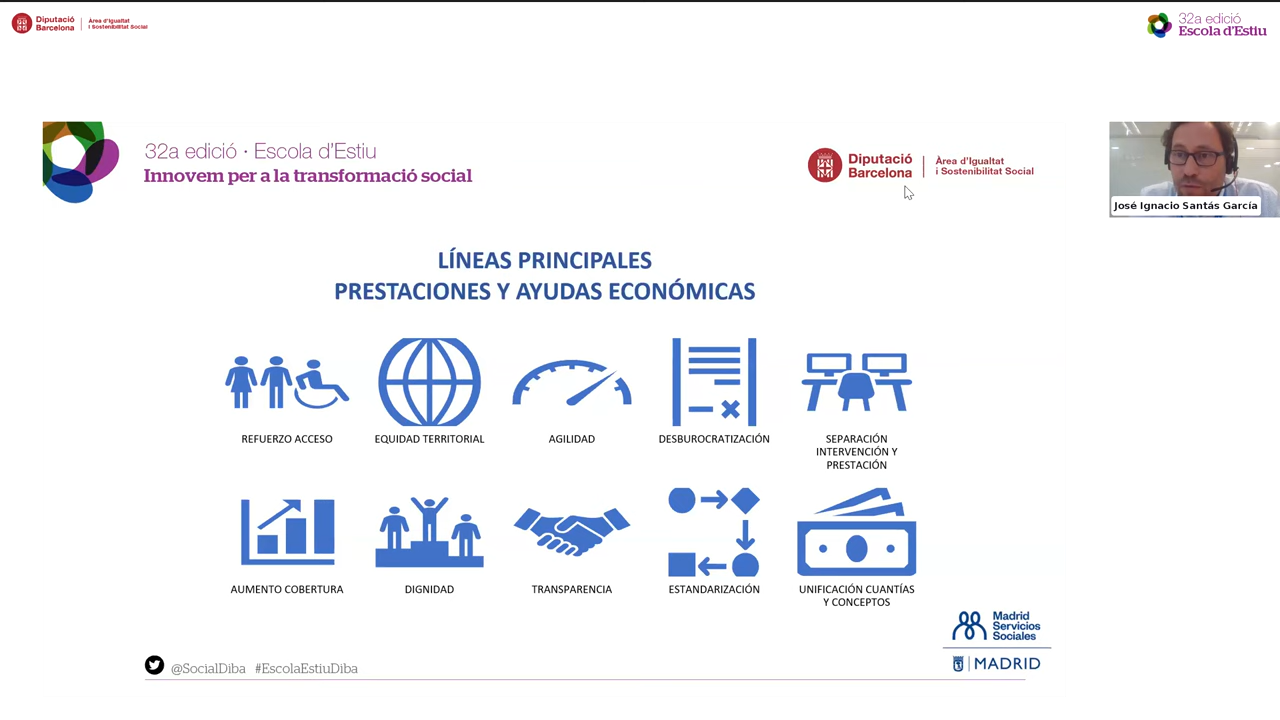 Diputació
Barcelona
Àrea d'Igualtat
i Sostenibilitat Social
32a edició
Escola d'Estiu
32a edició · Escola d'Estiu
Innovem per a la transformació social
Diputació
Barcelona
Àrea d'Igualtat
i Sostenibilitat Social
José Ignacio Santás García
LÍNEAS PRINCIPALES
PRESTACIONES Y AYUDAS ECONÓMICAS
REFUERZO ACCESO
EQUIDAD TERRITORIAL
AGILIDAD
DESBUROCRATIZACIÓN
SEPARACIÓN
INTERVENCIÓN Y
PRESTACIÓN
AUMENTO COBERTURA
DIGNIDAD
TRANSPARENCIA
ESTANDARIZACIÓN
UNIFICACIÓN CUANTÍAS
Y CONCEPTOS
Madrid
Servicios
Sociales
MADRID
@SocialDiba #EscolaEstiuDiba